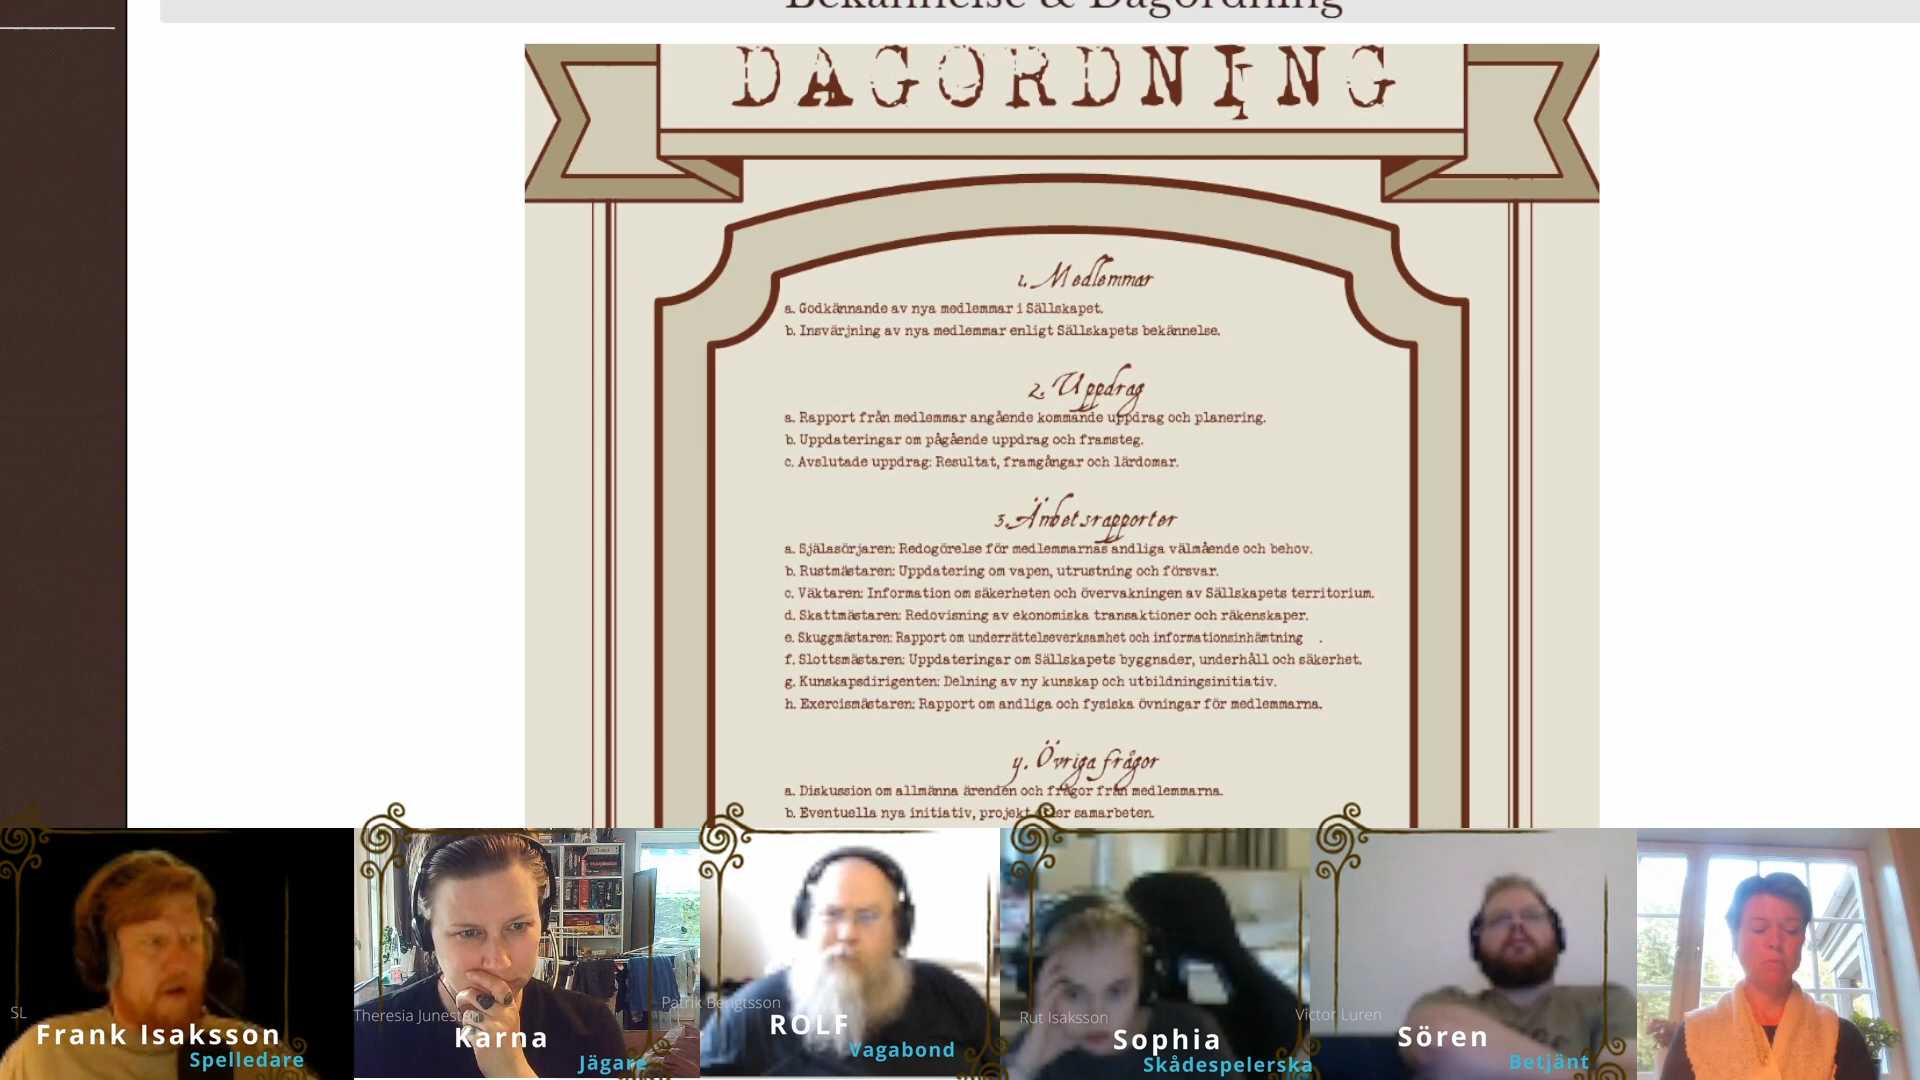 Bekännelse & Dagordning
DAGORDNING
1. Medlemmar
a. Godkännande av nya medlemmar i Sällskapet.
b. Insvärjning av nya medlemmar enligt Sällskapets bekännelse.
2. Uppdrag
a. Rapport från medlemmar angående kommande uppdrag och planering.
b. Uppdateringar om pågående uppdrag och framsteg.
c. Avslutade uppdrag: Resultat, framgångar och lärdomar.
3. Ämbetsrapporter
a. Själasörjaren: Redogörelse för medlemmarnas andliga välmående och behov.
b. Rustmästaren: Uppdatering om vapen, utrustning och försvar.
c. Väktaren: Information om säkerheten och övervakningen av Sällskapets territorium.
d. Skattmästaren: Redovisning av ekonomiska transaktioner och räkenskaper.
e. Skuggmästaren: Rapport om underrättelseverksamhet och informationsinhämtning .
f. Slottsmästaren: Uppdateringar om Sällskapets byggnader, underhåll och säkerhet.
g. Kunskapsdirigenten: Delning av ny kunskap och utbildningsinitiativ.
h. Exercismästaren: Rapport om andliga och fysiska övningar för medlemmarna.
4. Övriga frågor
a. Diskussion om allmänna ärenden och frågor från medlemmarna.
b. Eventuella nya initiativ, projekt eller samarbeten.
SL
Frank Isaksson
Spelledare
Theresia Junestan
Karna
Jägare
Patrik Bengtsson
ROLF
Vagabond
Rut Isaksson
Sophia
Skådespelerska
Victor Luren
Sören
Betjänt